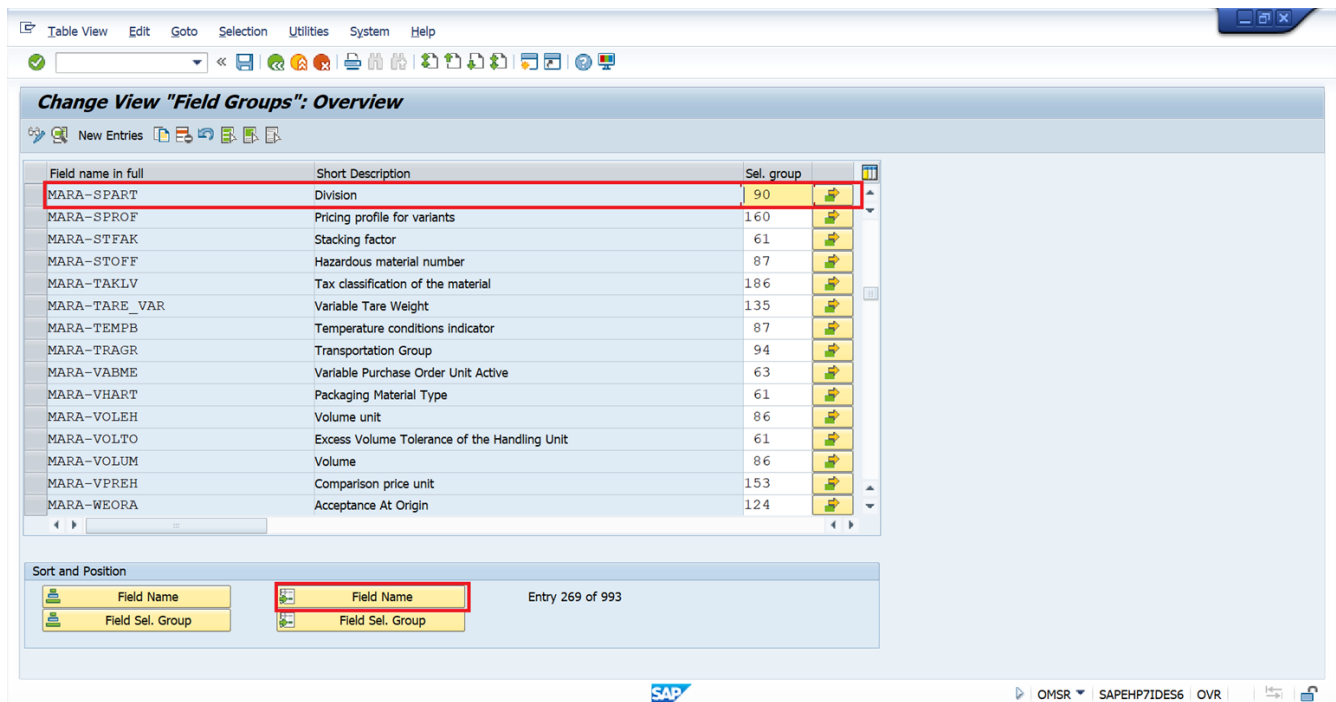 Table View Edit Goto Selection Utilities System Help
Change View "Field Groups": Overview
New Entries
Field name in full Short Description Sel. group
MARA-SPART Division 90
MARA-SPROF Pricing profile for variants 160
MARA-STFAK Stacking factor 61
MARA-STOFF Hazardous material number 87
MARA-TAKLV Tax classification of the material 186
MARA-TARE_VAR Variable Tare Weight 135
MARA-TEMPB Temperature conditions indicator 87
MARA-TRAGR Transportation Group 94
MARA-VABME Variable Purchase Order Unit Active 63
MARA-VHART Packaging Material Type 61
MARA-VOLEH Volume unit 86
MARA-VOLTO Excess Volume Tolerance of the Handling Unit 61
MARA-VOLUM Volume 86
MARA-VPREH Comparison price unit 153
MARA-WEORA Acceptance At Origin 124
Sort and Position
Field Name Field Name Entry 269 of 993
Field Sel. Group Field Sel. Group
SAP OMSR SAPEHP7IDES6 OVR